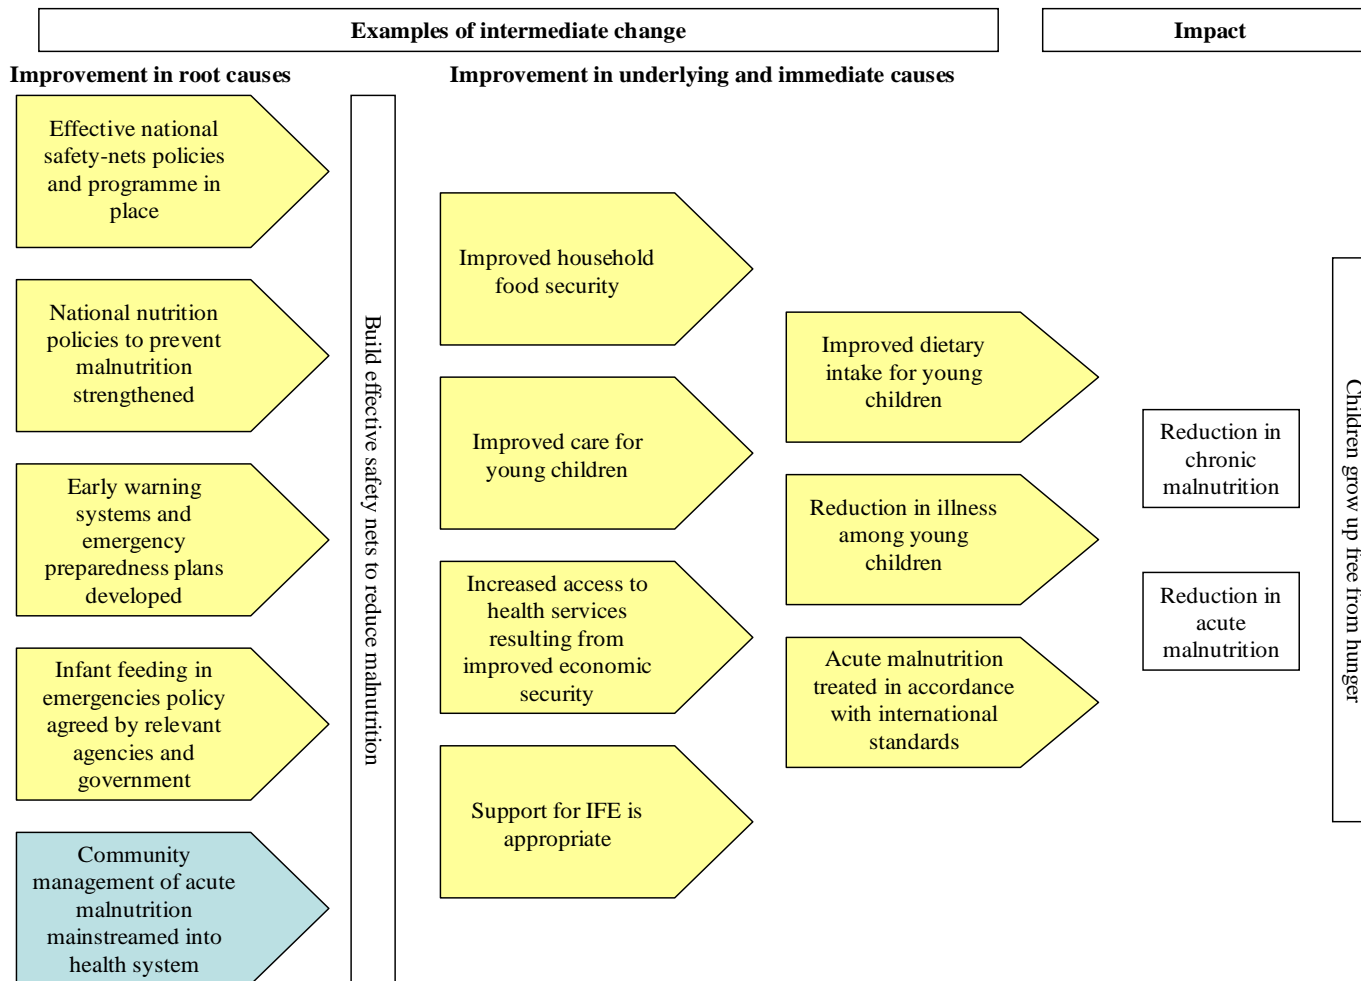 Examples of intermediate change
Impact
Improvement in root causes
Improvement in underlying and immediate causes
Effective national
safety-nets policies
and programme in
place
National nutrition
policies to prevent
malnutrition
strengthened
Early warning
systems and
emergency
preparedness plans
developed
Infant feeding in
emergencies policy
agreed by relevant
agencies and
government
Community
management of acute
malnutrition
mainstreamed into
health system
Build effective safety nets to reduce malnutrition
Improved household
food security
Improved care for
young children
Increased access to
health services
resulting from
improved economic
security
Support for IFE is
appropriate
Improved dietary
intake for young
children
Reduction in illness
among young
children
Acute malnutrition
treated in accordance
with international
standards
Reduction in
chronic
malnutrition
Reduction in
acute
malnutrition
Children grow up free from hunger